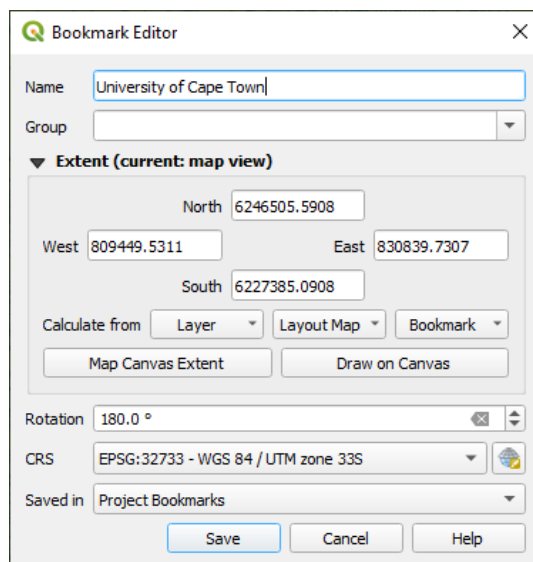 Bookmark Editor
Name University of Cape Town
Group
Extent (current: map view)
North 6246505.5908
West 809449.5311 East 830839.7307
South 6227385.0908
Calculate from Layer Layout Map Bookmark
Map Canvas Extent Draw on Canvas
Rotation 180.0 °
CRS EPSG:32733 - WGS 84 / UTM zone 33S
Saved in Project Bookmarks
Save Cancel Help